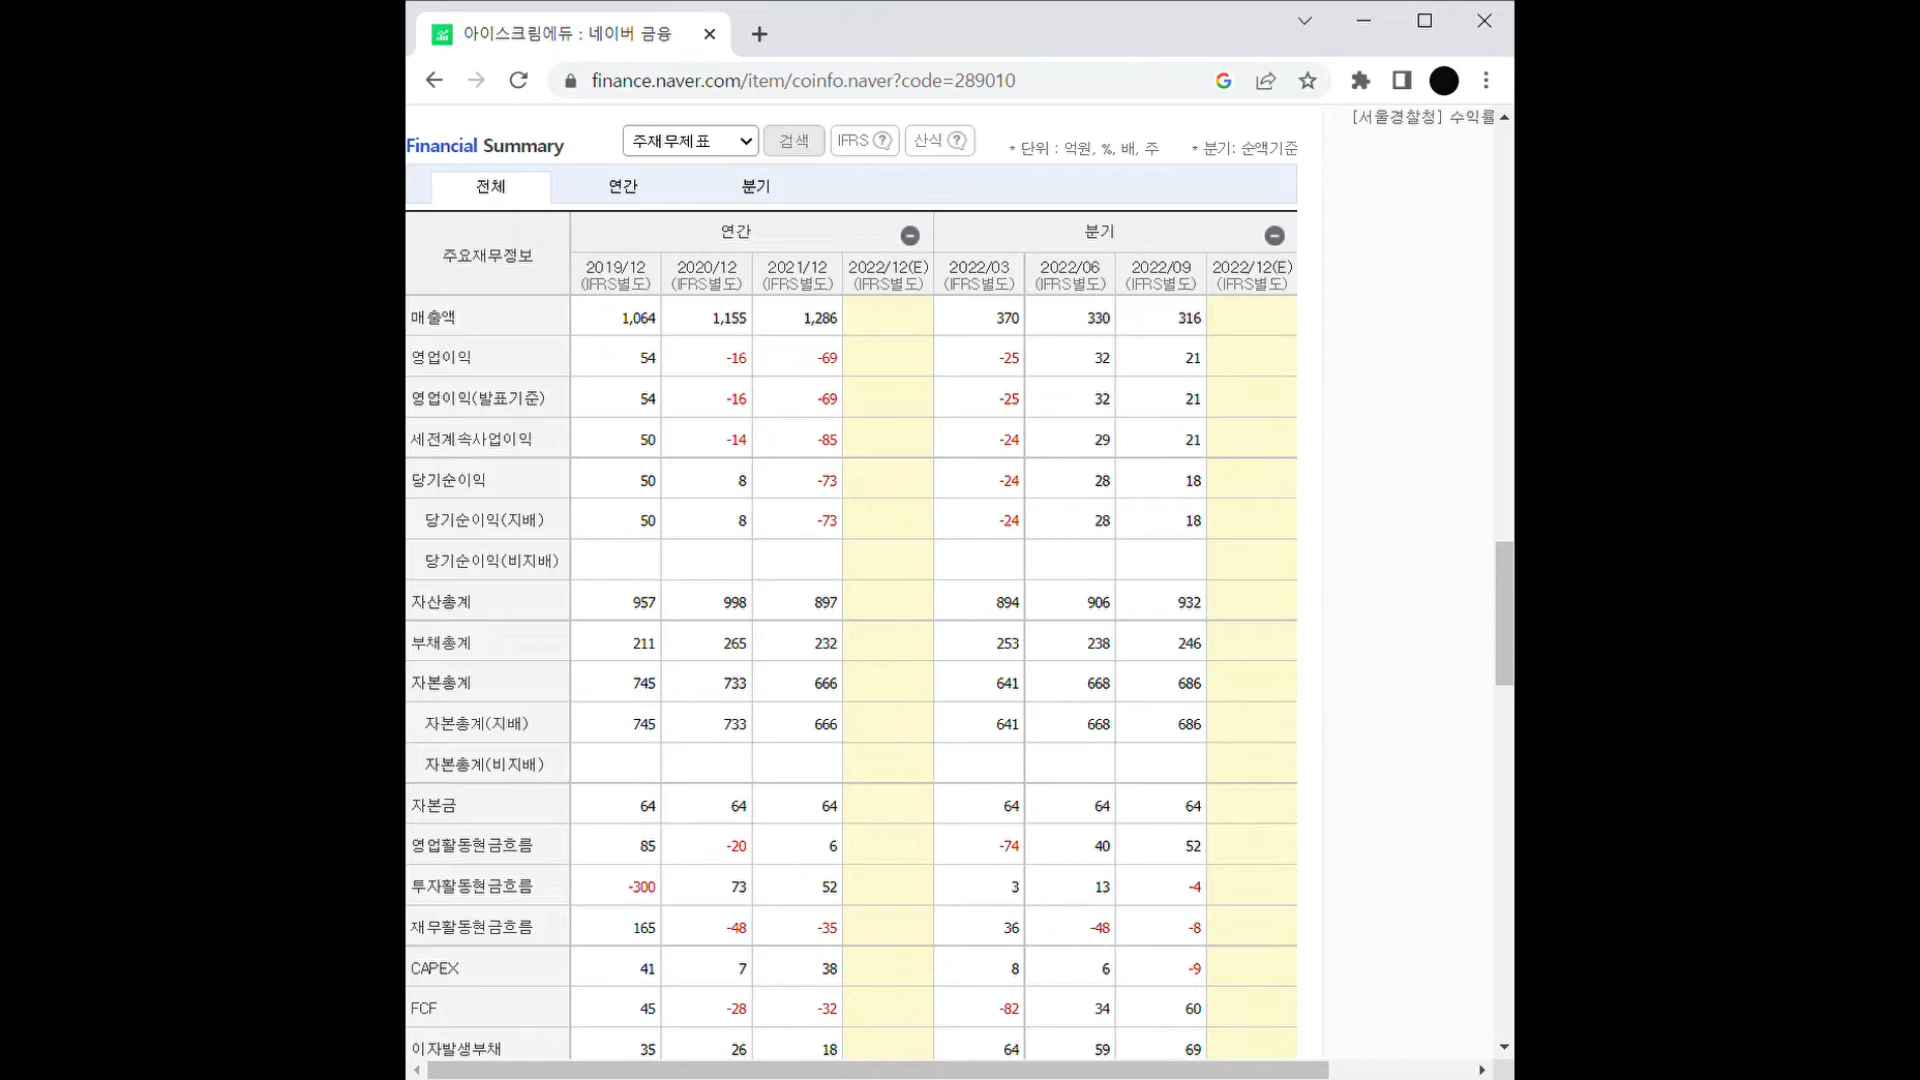 아이스크림에듀 : 네이버 금융
finance.naver.com/item/coinfo.naver?code=289010
[서울경찰청] 수익률
Financial Summary 주재무제표 검색 IFRS ? 산식 ? * 단위 : 억원, %, 배, 주 * 분기: 순액기준
전체 연간 분기
주요재무정보 연간 분기
2019/12 2020/12 2021/12 2022/12(E) 2022/03 2022/06 2022/09 2022/12(E)
(IFRS별도) (IFRS별도) (IFRS별도) (IFRS별도) (IFRS별도) (IFRS별도) (IFRS별도) (IFRS별도)
매출액 1,064 1,155 1,286 370 330 316
영업이익 54 -16 -69 -25 32 21
영업이익(발표기준) 54 -16 -69 -25 32 21
세전계속사업이익 50 -14 -85 -24 29 21
당기순이익 50 8 -73 -24 28 18
당기순이익(지배) 50 8 -73 -24 28 18
당기순이익(비지배)
자산총계 957 998 897 894 906 932
부채총계 211 265 232 253 238 246
자본총계 745 733 666 641 668 686
자본총계(지배) 745 733 666 641 668 686
자본총계(비지배)
자본금 64 64 64 64 64 64
영업활동현금흐름 85 -20 6 -74 40 52
투자활동현금흐름 -300 73 52 3 13 -4
재무활동현금흐름 165 -48 -35 36 -48 -8
CAPEX 41 7 38 8 6 -9
FCF 45 -28 -32 -82 34 60
이자발생부채 35 26 18 64 59 69